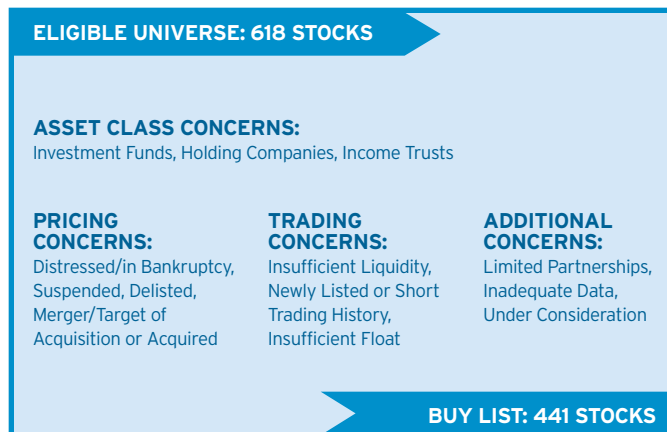 ELIGIBLE UNIVERSE: 618 STOCKS
ASSET CLASS CONCERNS:
Investment Funds, Holding Companies, Income Trusts
PRICING
CONCERNS:
Distressed/in Bankruptcy,
Suspended, Delisted,
Merger/Target of
Acquisition or Acquired
TRADING
CONCERNS:
Insufficient Liquidity,
Newly Listed or Short
Trading History,
Insufficient Float
ADDITIONAL
CONCERNS:
Limited Partnerships,
Inadequate Data,
Under Consideration
BUY LIST: 441 STOCKS